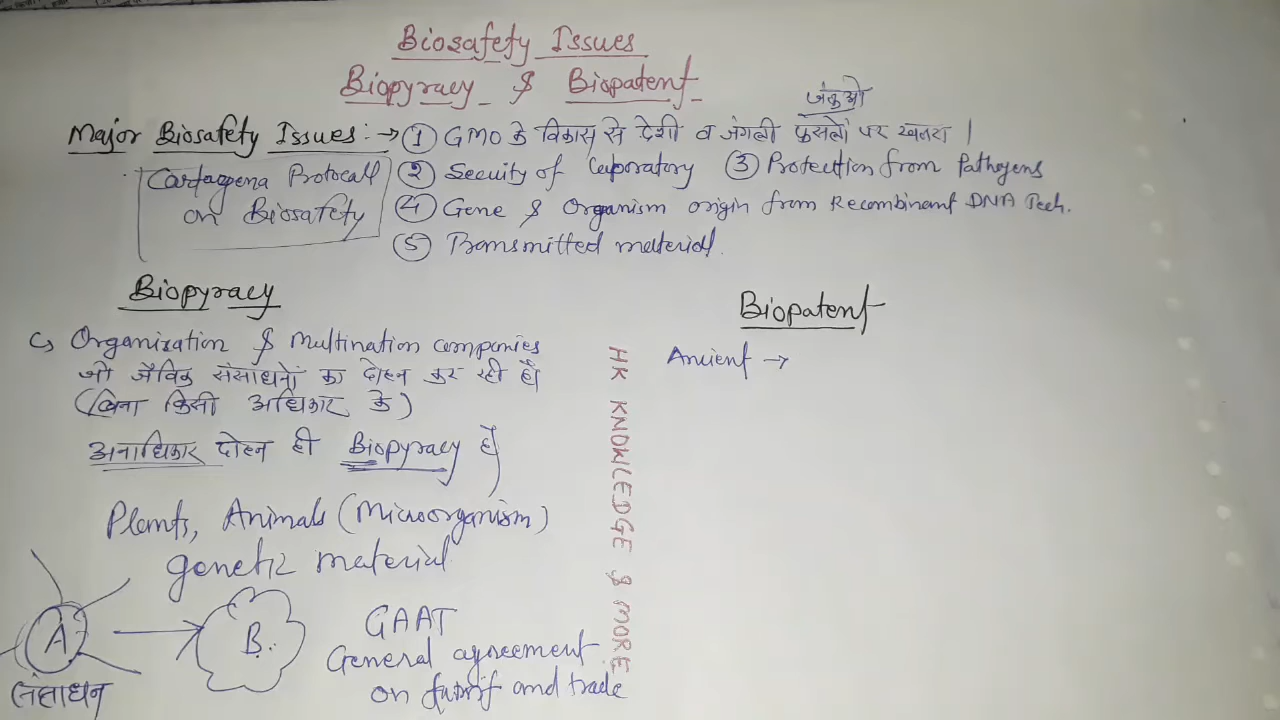 Biosafety Issues
Biopyracy & Biopatent
जंतुओ
Major Biosafety Issues :→ ① GMO के विकास से देशी व जंगली फसलों पर खतरा |
Cartagena Protocall
on Biosafety
② Secuity of Laboratory ③ Protection from Pathogens
④ Gene & Organism origin from Recombinant DNA Tech.
⑤ Transmitted material.
Biopyracy
↳ Organization & Multination companies
जो जैविक संसाधनों का दोहन कर रही है।
(बिना किसी अधिकार के)
अनाधिकार दोहन ही Biopyracy है
Plants, Animals (Microorganism)
genetic material
A → B.
संसाधन
GAAT
General agreement
on and trade
Biopatent
Ancient →
HK KNOWLEDGE & MORE